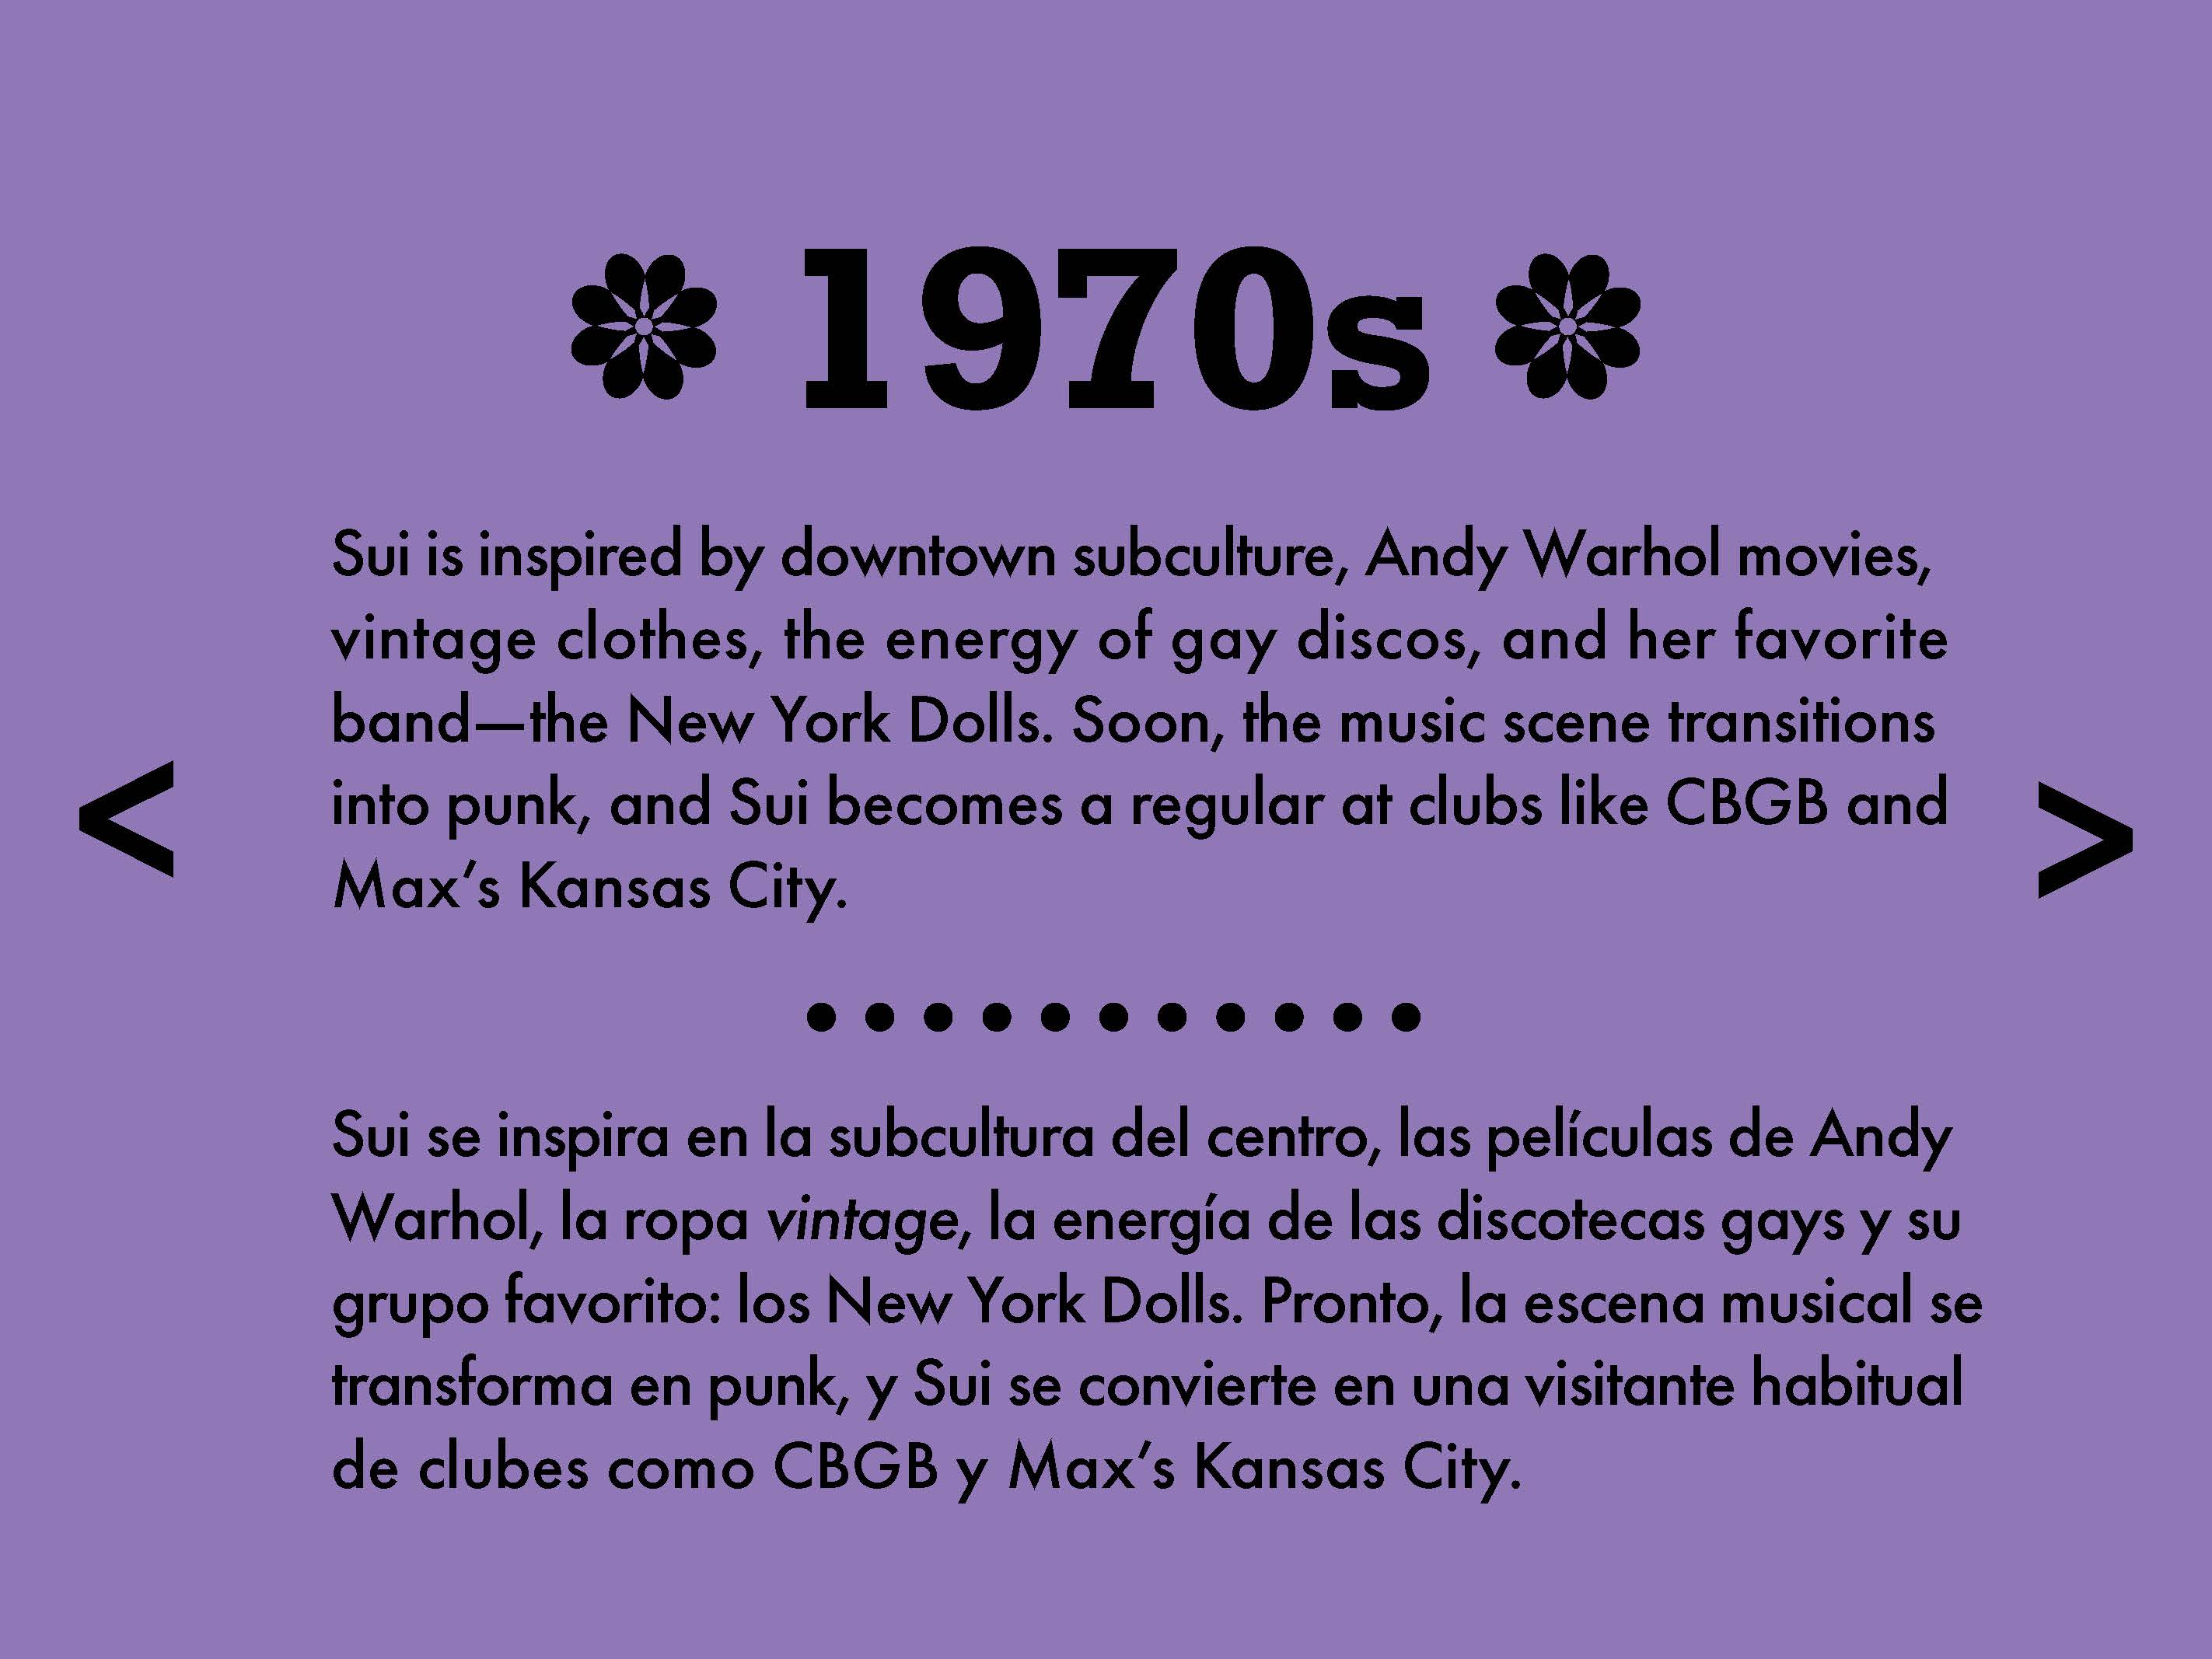 1970s
Sui is inspired by downtown subculture, Andy Warhol movies,
vintage clothes, the energy of gay discos, and her favorite
band—the New York Dolls. Soon, the music scene transitions
into punk, and Sui becomes a regular at clubs like CBGB and
Max’s Kansas City.
< >
Sui se inspira en la subcultura del centro, las películas de Andy
Warhol, la ropa vintage, la energía de las discotecas gays y su
grupo favorito: los New York Dolls. Pronto, la escena musical se
transforma en punk, y Sui se convierte en una visitante habitual
de clubes como CBGB y Max’s Kansas City.